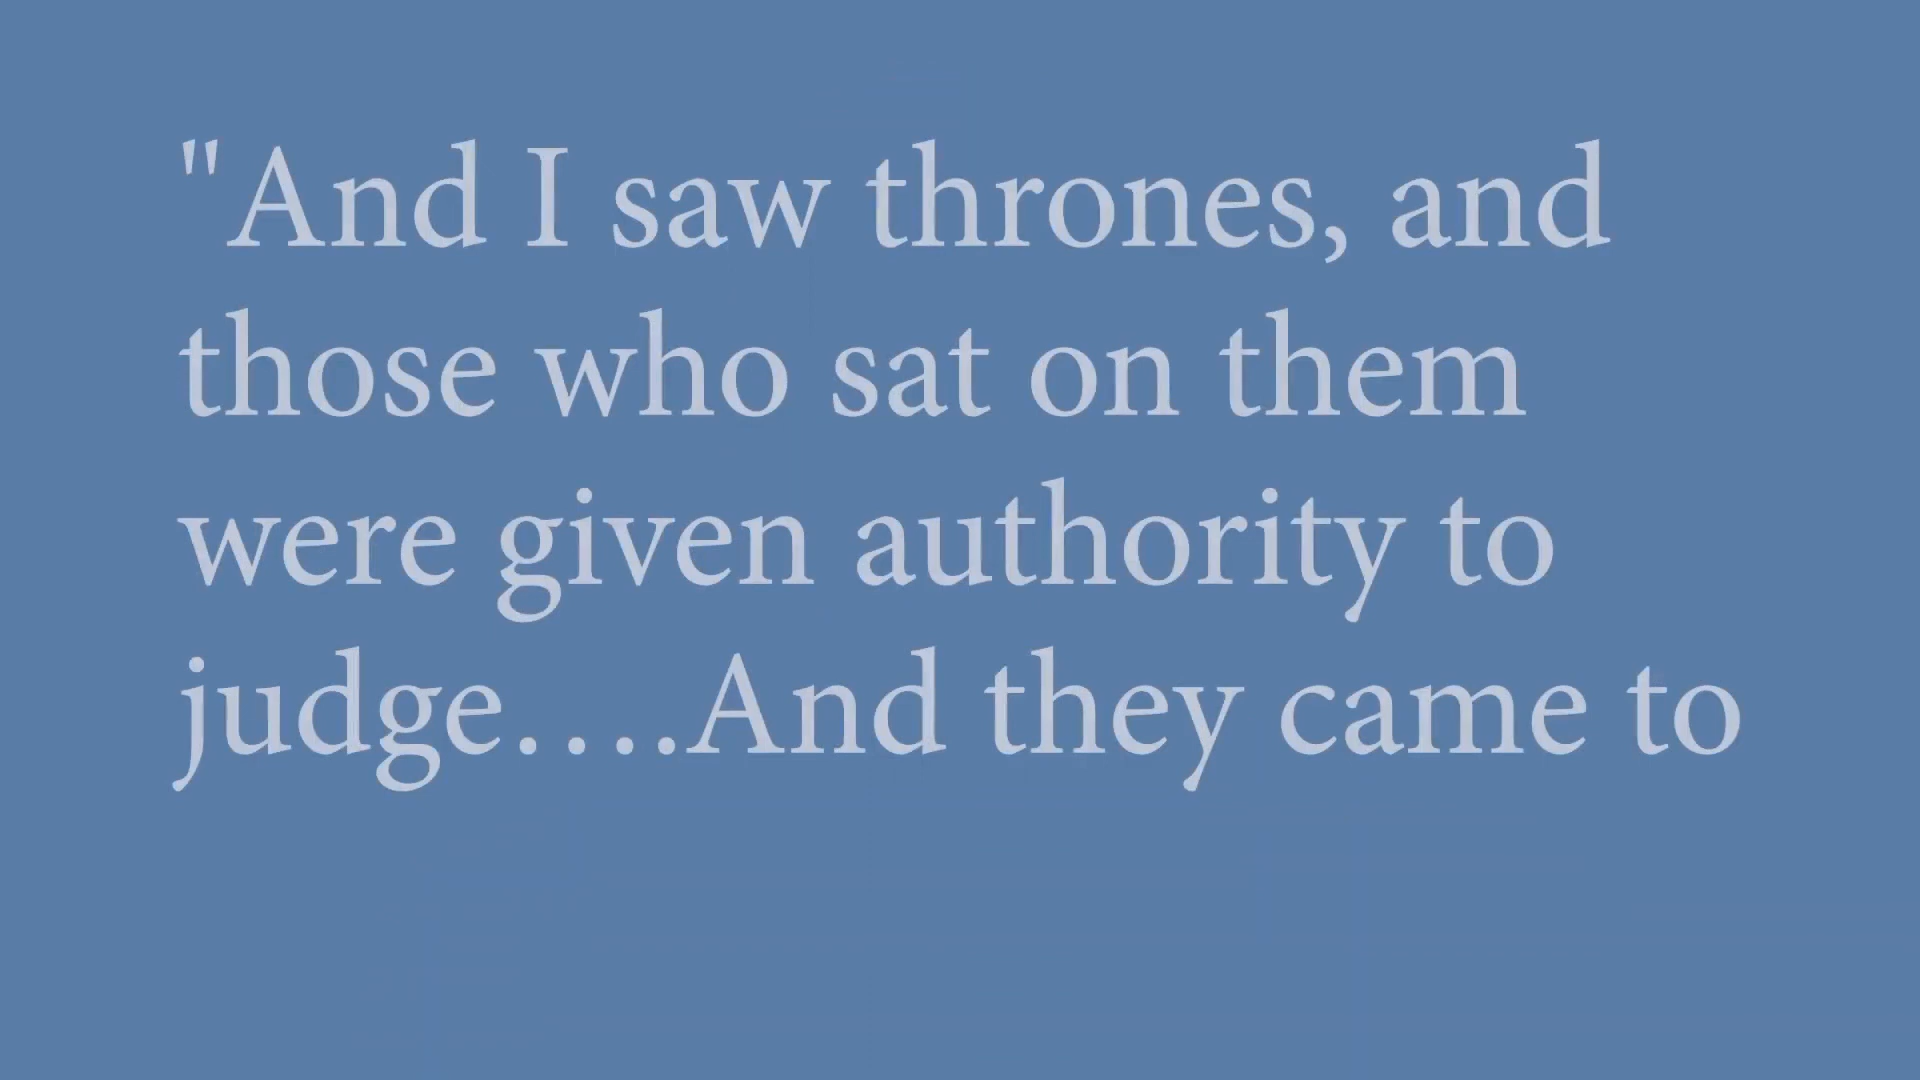 "And I saw thrones, and
those who sat on them
were given authority to
judge….And they came to